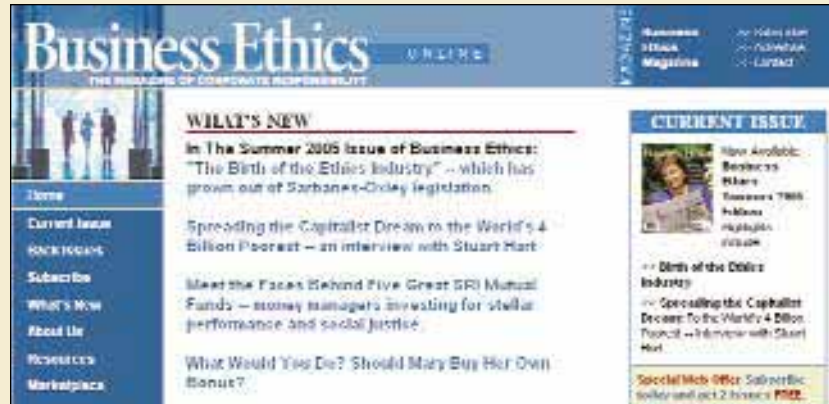 Business Ethics
ONLINE
THE MAGAZINE OF CORPORATE RESPONSIBILITY
Business
Ethics
Magazine
>> Subscribe
>> Advertise
>> Contact
Home
Current Issue
Back Issues
Subscribe
What's New
About Us
Resources
Marketplace
WHAT'S NEW
In The Summer 2005 Issue of Business Ethics:
"The Birth of the Ethics Industry" -- which has
grown out of Sarbanes-Oxley legislation.
Spreading the Capitalist Dream to the World's 4
Billion Poorest -- an interview with Stuart Hart
Meet the Faces Behind Five Great SRI Mutual
Funds -- money managers investing for stellar
performance and social justice.
What Would You Do? Should Mary Buy Her Own
Bonus?
CURRENT ISSUE
Now Available:
Business
Ethics
Summer 2005
>> Birth of the Ethics
Industry
>> Spreading the Capitalist
Dream To the World's 4 Billion
Poorest -- Interview with Stuart
Hart
Special Web Offer Subscribe
today and get 2 Issues FREE.